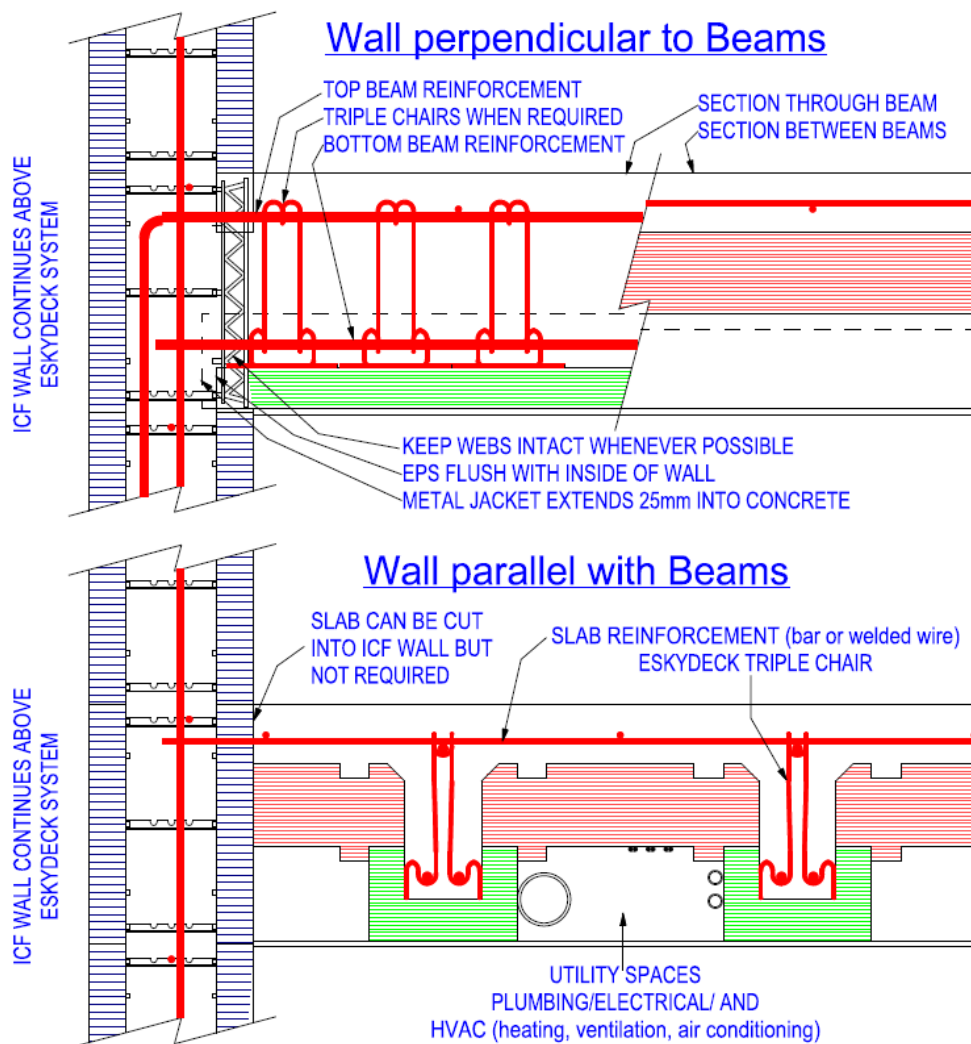 Wall perpendicular to Beams
TOP BEAM REINFORCEMENT
TRIPLE CHAIRS WHEN REQUIRED
BOTTOM BEAM REINFORCEMENT
SECTION THROUGH BEAM
SECTION BETWEEN BEAMS
ICF WALL CONTINUES ABOVE
ESKYDECK SYSTEM
KEEP WEBS INTACT WHENEVER POSSIBLE
EPS FLUSH WITH INSIDE OF WALL
METAL JACKET EXTENDS 25mm INTO CONCRETE
Wall parallel with Beams
SLAB CAN BE CUT
INTO ICF WALL BUT
NOT REQUIRED
SLAB REINFORCEMENT (bar or welded wire)
ESKYDECK TRIPLE CHAIR
ICF WALL CONTINUES ABOVE
ESKYDECK SYSTEM
UTILITY SPACES
PLUMBING/ELECTRICAL/ AND
HVAC (heating, ventilation, air conditioning)